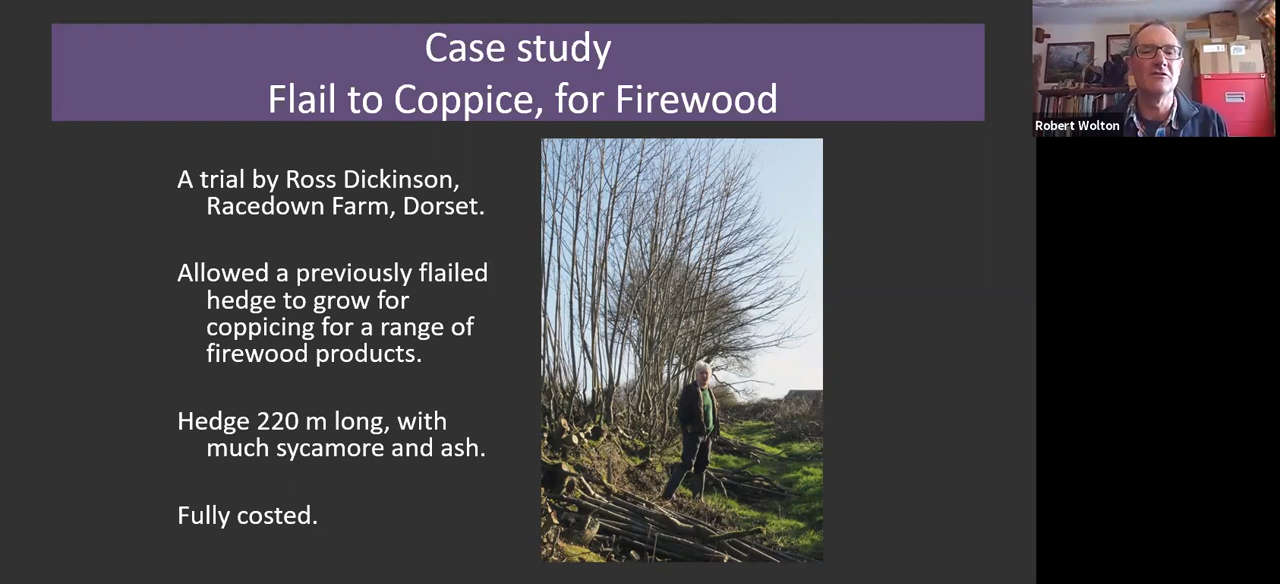 Case study
Flail to Coppice, for Firewood
Robert Wolton
A trial by Ross Dickinson,
Racedown Farm, Dorset.
Allowed a previously flailed
hedge to grow for
coppicing for a range of
firewood products.
Hedge 220 m long, with
much sycamore and ash.
Fully costed.